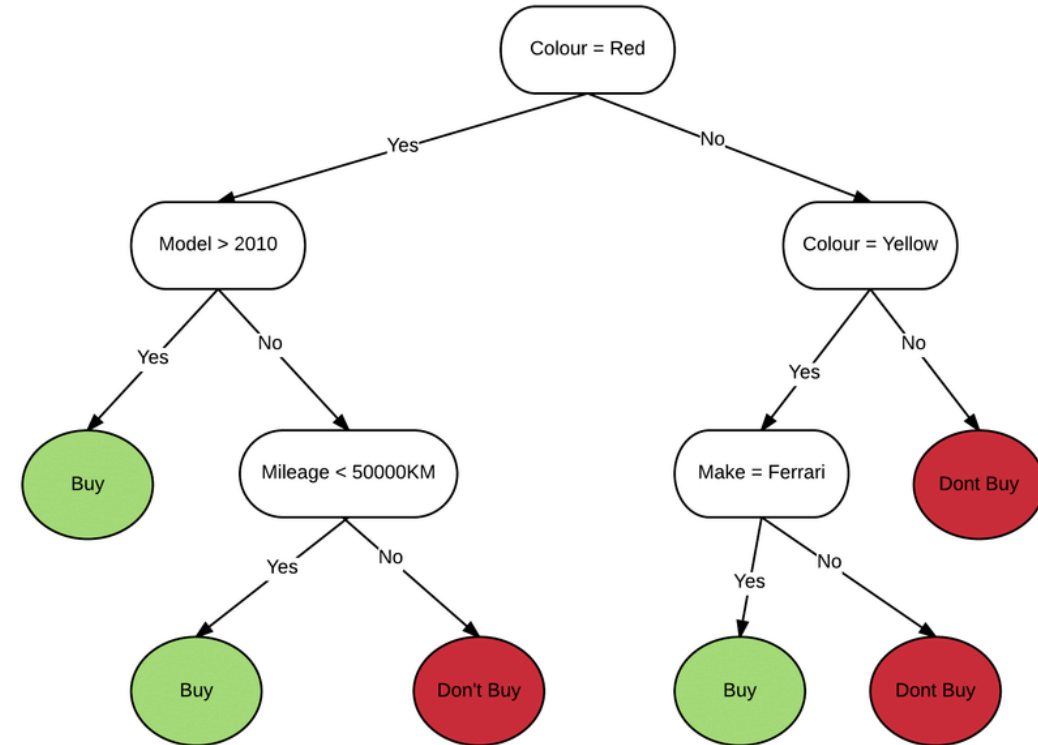 Colour = Red
Yes
No
Model > 2010
Colour = Yellow
Yes
No
Yes
No
Buy
Mileage < 50000KM
Make = Ferrari
Dont Buy
Yes
No
Yes
No
Buy
Don't Buy
Buy
Dont Buy